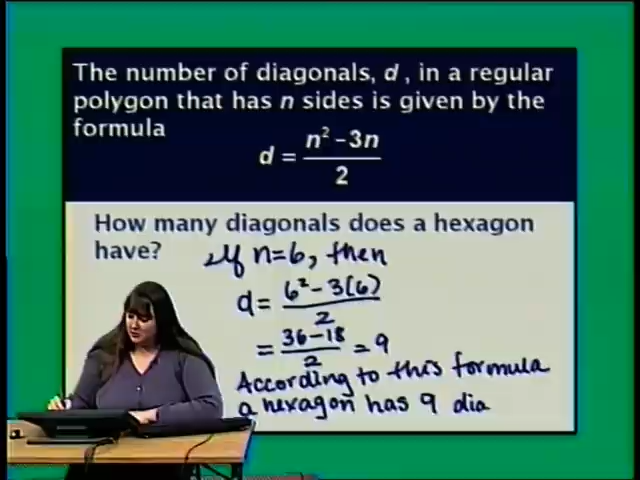 The number of diagonals, d, in a regular
polygon that has n sides is given by the
formula
d = n² – 3n / 2
How many diagonals does a hexagon
have?
If n=6, then
d = 6² – 3(6) / 2
= 36 – 18 / 2 = 9
According to this formula
a hexagon has 9 dia